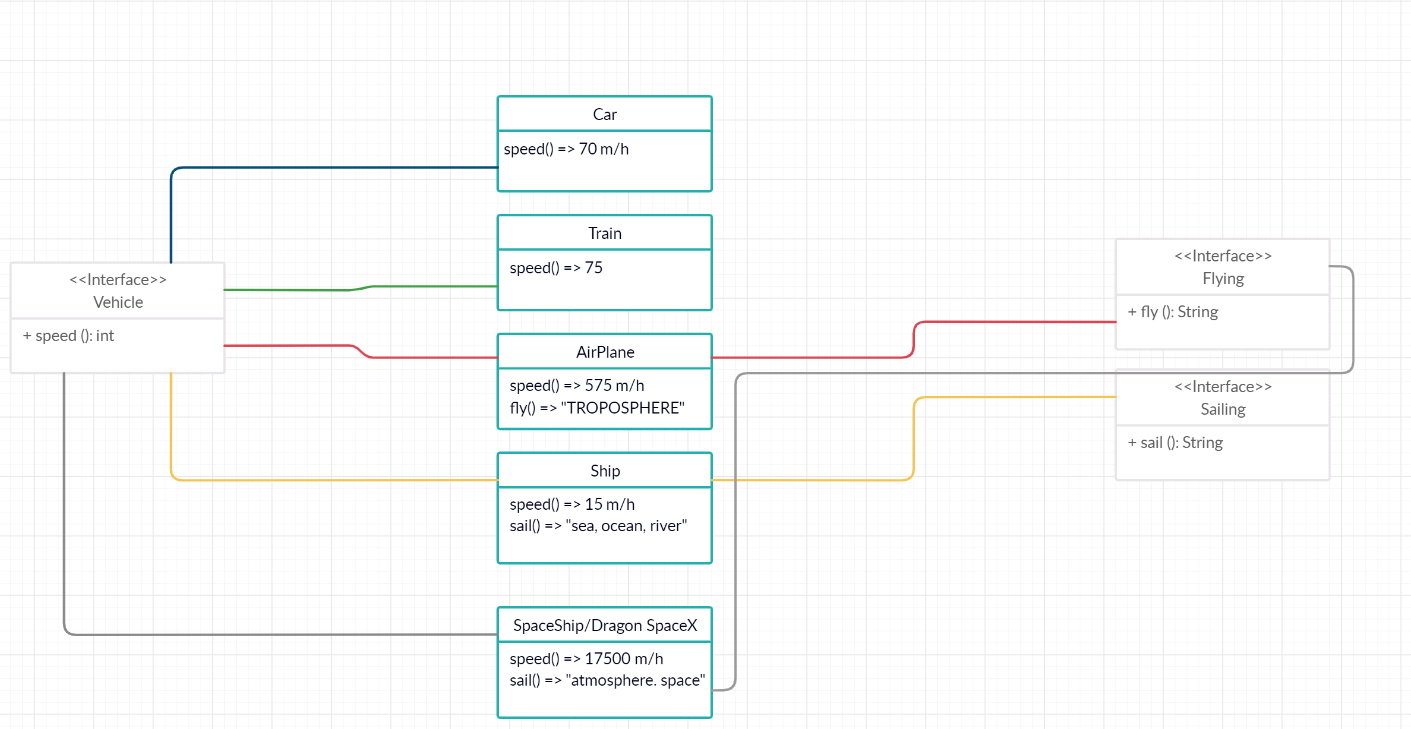 Car
speed() => 70 m/h
Train
speed() => 75
<<Interface>>
Vehicle
+ speed (): int
AirPlane
speed() => 575 m/h
fly() => "TROPOSPHERE"
Ship
speed() => 15 m/h
sail() => "sea, ocean, river"
SpaceShip/Dragon SpaceX
speed() => 17500 m/h
sail() => "atmosphere. space"
<<Interface>>
Flying
+ fly (): String
<<Interface>>
Sailing
+ sail (): String